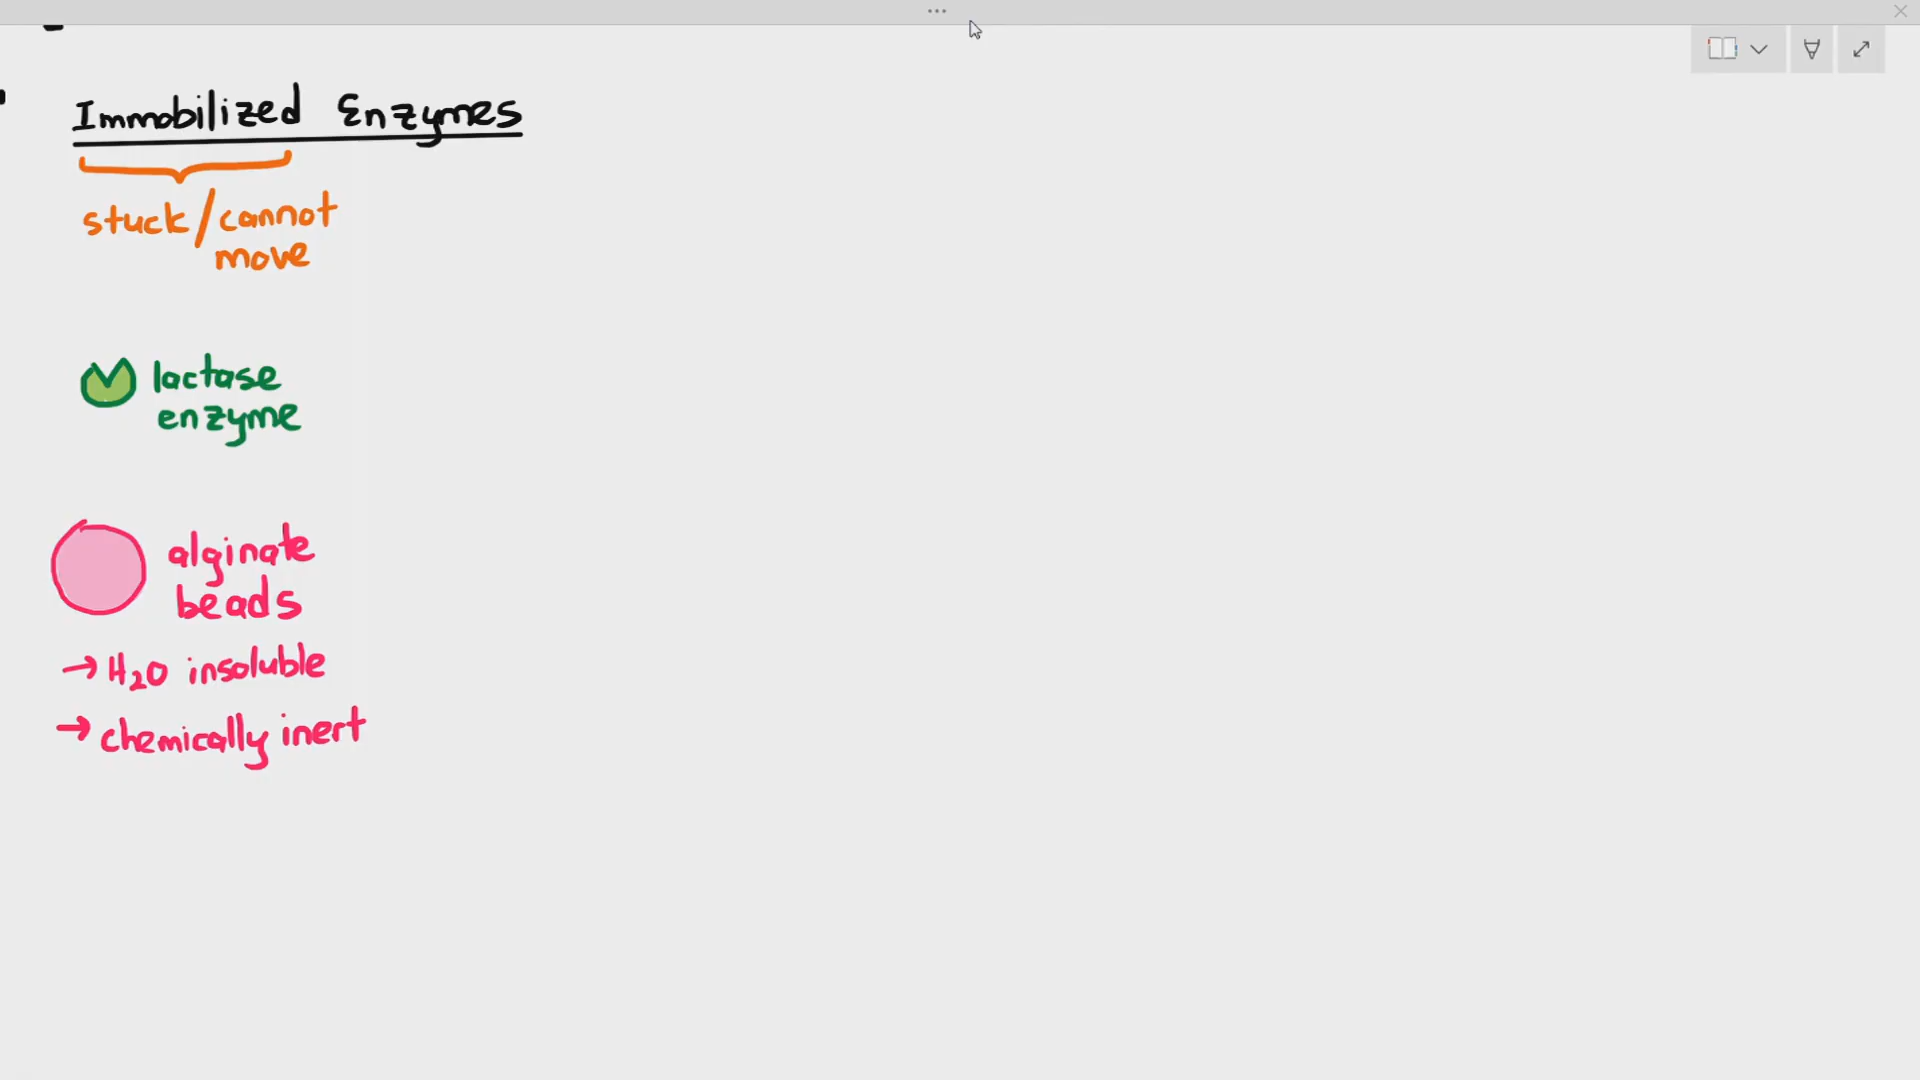 Immobilized Enzymes
stuck/cannot
move
lactase
enzyme
alginate
beads
→ H₂O insoluble
→ chemically inert